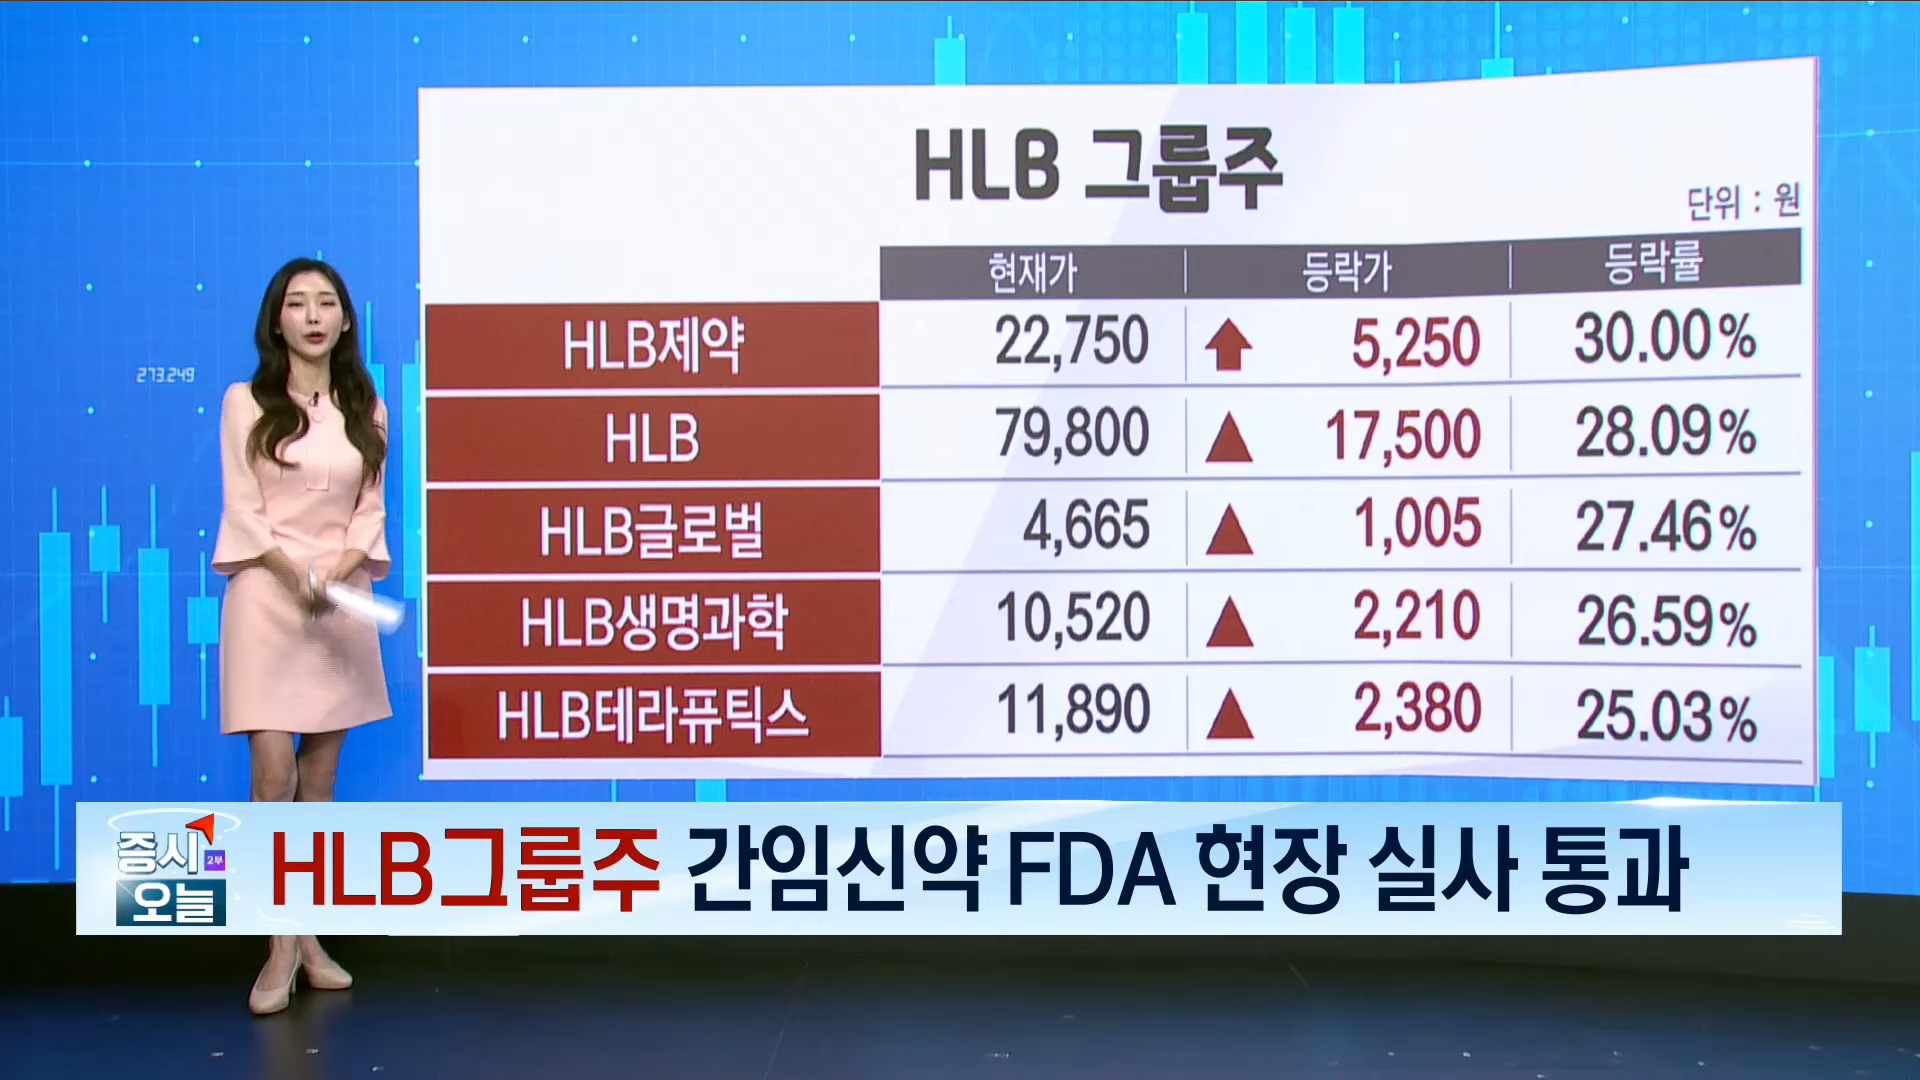 HLB 그룹주
단위 : 원
현재가 등락가 등락률
HLB제약 22,750 5,250 30.00%
HLB 79,800 17,500 28.09%
HLB글로벌 4,665 1,005 27.46%
HLB생명과학 10,520 2,210 26.59%
HLB테라퓨틱스 11,890 2,380 25.03%
273.249
증시 2부
오늘
HLB그룹주 간임신약 FDA 현장 실사 통과